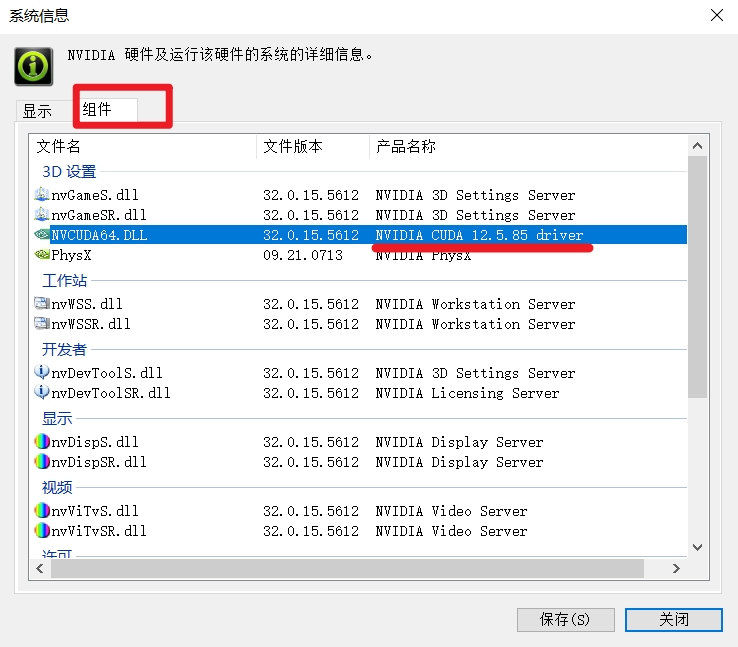 系统信息
NVIDIA 硬件及运行该硬件的系统的详细信息。
显示 组件
文件名 文件版本 产品名称
3D 设置
nvGameS.dll 32.0.15.5612 NVIDIA 3D Settings Server
nvGameSR.dll 32.0.15.5612 NVIDIA 3D Settings Server
NVCUDA64.DLL 32.0.15.5612 NVIDIA CUDA 12.5.85 driver
PhysX 09.21.0713 NVIDIA PhysX
工作站
nvWSS.dll 32.0.15.5612 NVIDIA Workstation Server
nvWSSR.dll 32.0.15.5612 NVIDIA Workstation Server
开发者
nvDevToolS.dll 32.0.15.5612 NVIDIA 3D Settings Server
nvDevToolSR.dll 32.0.15.5612 NVIDIA Licensing Server
显示
nvDispS.dll 32.0.15.5612 NVIDIA Display Server
nvDispSR.dll 32.0.15.5612 NVIDIA Display Server
视频
nvViTvS.dll 32.0.15.5612 NVIDIA Video Server
nvViTvSR.dll 32.0.15.5612 NVIDIA Video Server
许可
保存(S) 关闭